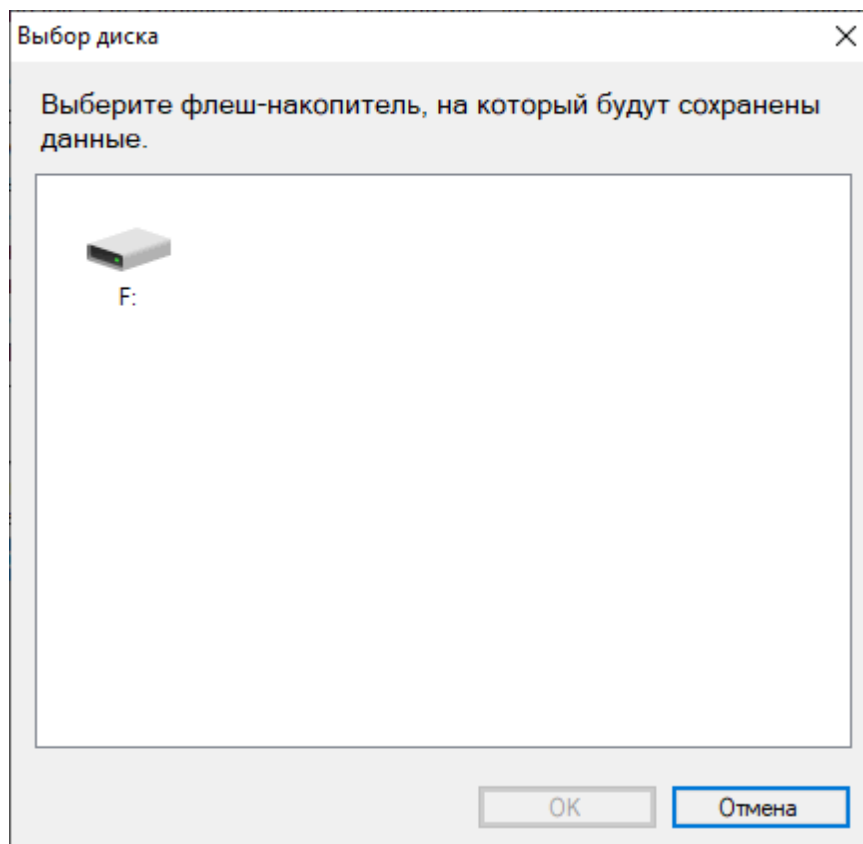 Выбор диска
Выберите флеш-накопитель, на который будут сохранены
данные.
F:
OK
Отмена